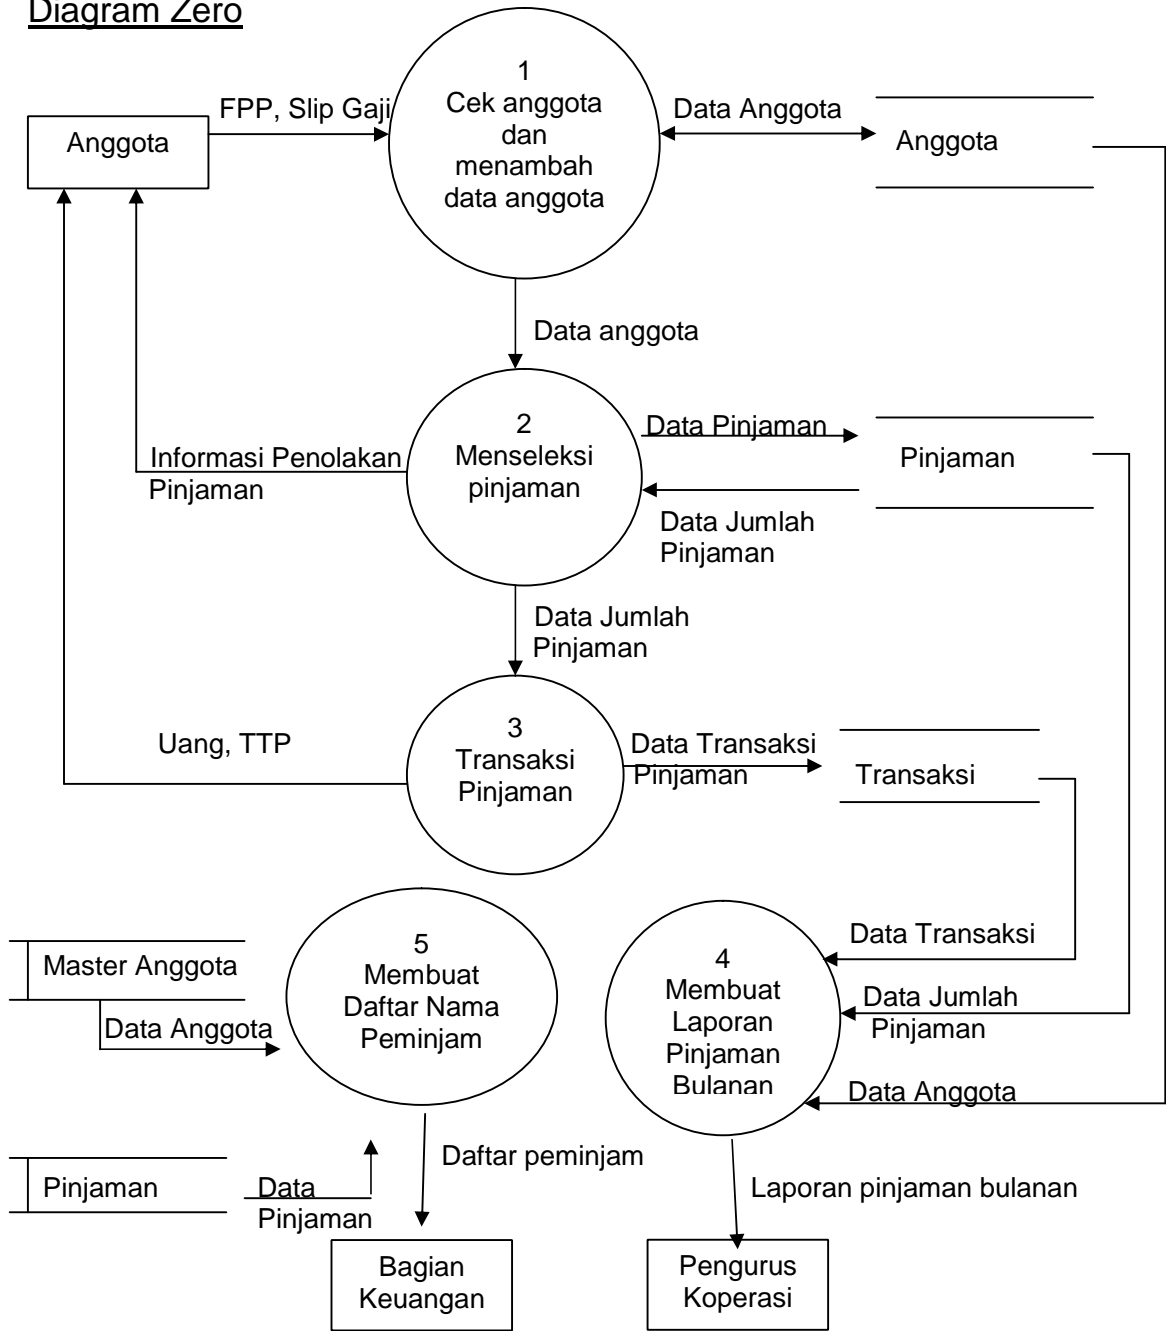 Diagram Zero
1
Cek anggota
dan
menambah
data anggota
FPP, Slip Gaji
Anggota
Data Anggota
Anggota
Data anggota
2
Menseleksi
pinjaman
Data Pinjaman
Pinjaman
Informasi Penolakan
Pinjaman
Data Jumlah
Pinjaman
Data Jumlah
Pinjaman
3
Transaksi
Pinjaman
Uang, TTP
Data Transaksi
Pinjaman
Transaksi
5
Membuat
Daftar Nama
Peminjam
Master Anggota
Data Anggota
4
Membuat
Laporan
Pinjaman
Bulanan
Data Transaksi
Data Jumlah
Pinjaman
Data Anggota
Daftar peminjam
Pinjaman
Data
Pinjaman
Laporan pinjaman bulanan
Bagian
Keuangan
Pengurus
Koperasi